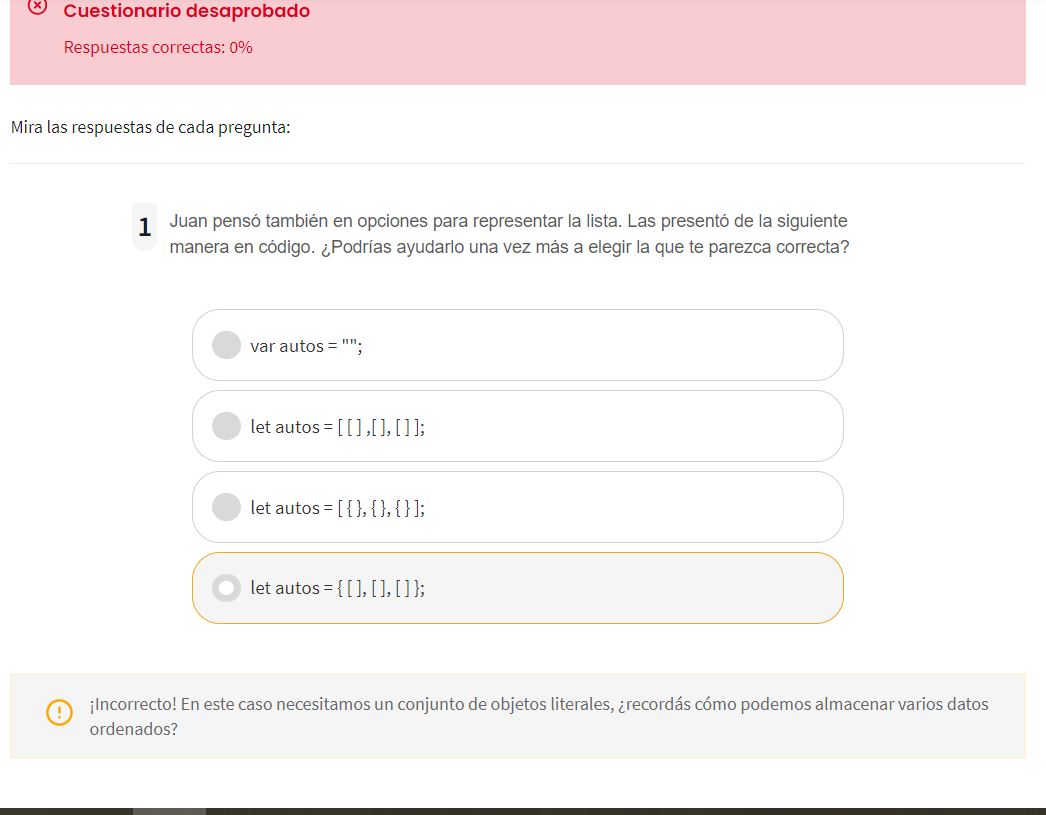 Cuestionario desaprobado
Respuestas correctas: 0%
Mira las respuestas de cada pregunta:
1
Juan pensó también en opciones para representar la lista. Las presentó de la siguiente
manera en código. ¿Podrías ayudarlo una vez más a elegir la que te parezca correcta?
var autos = "";
let autos = [ [ ] ,[ ], [ ] ];
let autos = [ { }, { }, { } ];
let autos = { [ ], [ ], [ ] };
¡Incorrecto! En este caso necesitamos un conjunto de objetos literales, ¿recordás cómo podemos almacenar varios datos
ordenados?